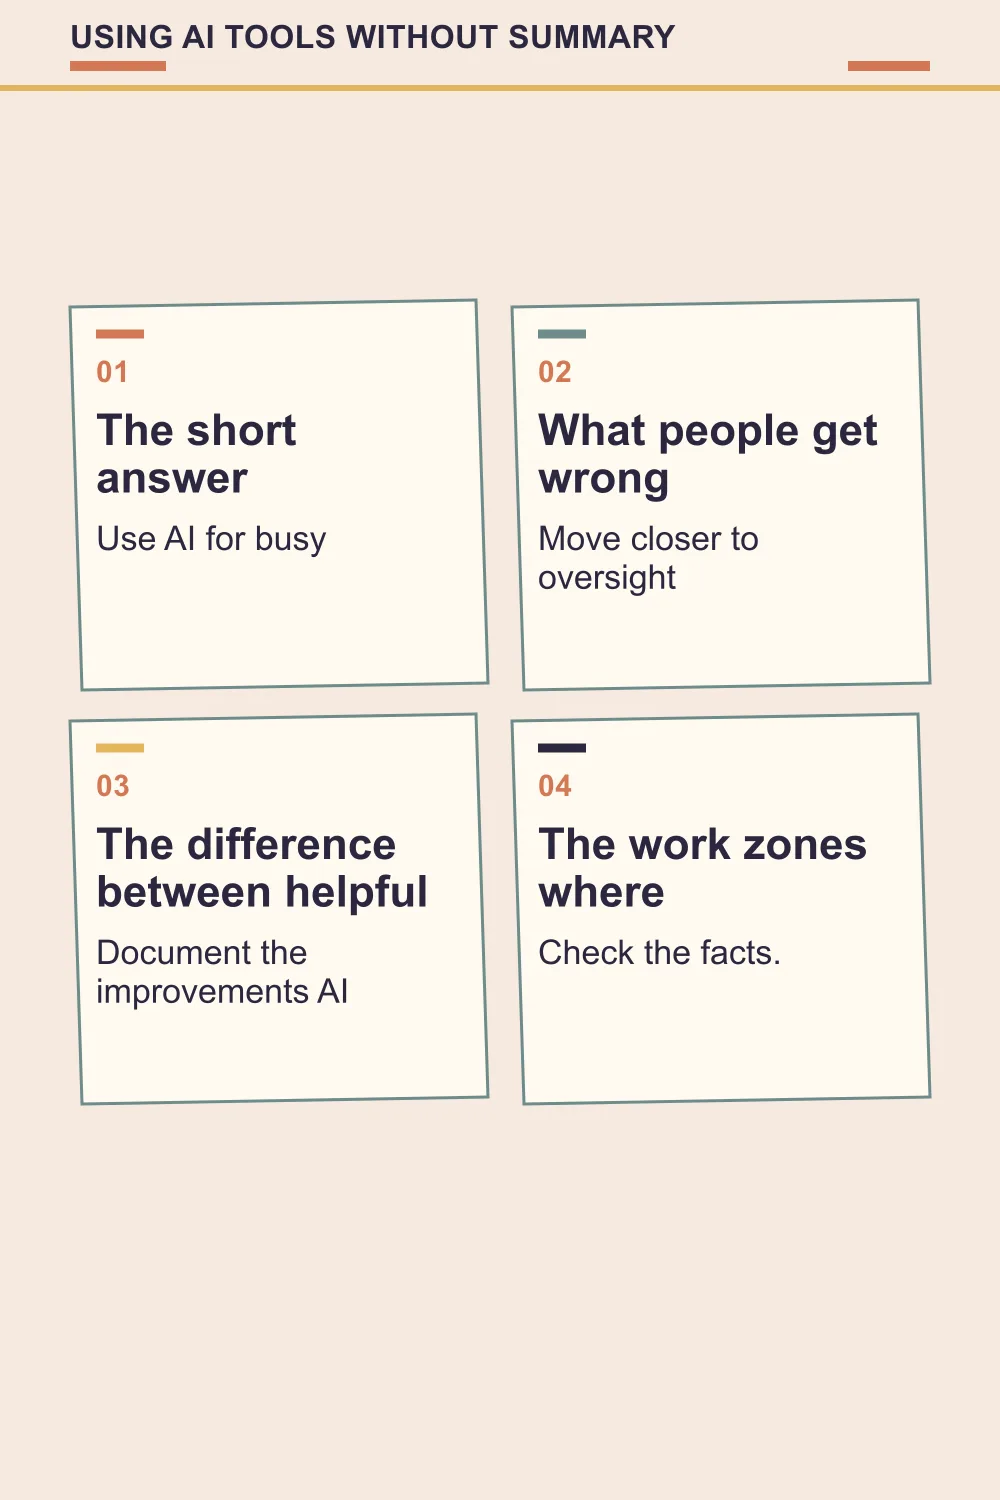 USING AI TOOLS WITHOUT SUMMARY
01
The short
answer
Use AI for busy
02
What people get
wrong
Move closer to
oversight
03
The difference
between helpful
Document the
improvements AI
04
The work zones
where
Check the facts.